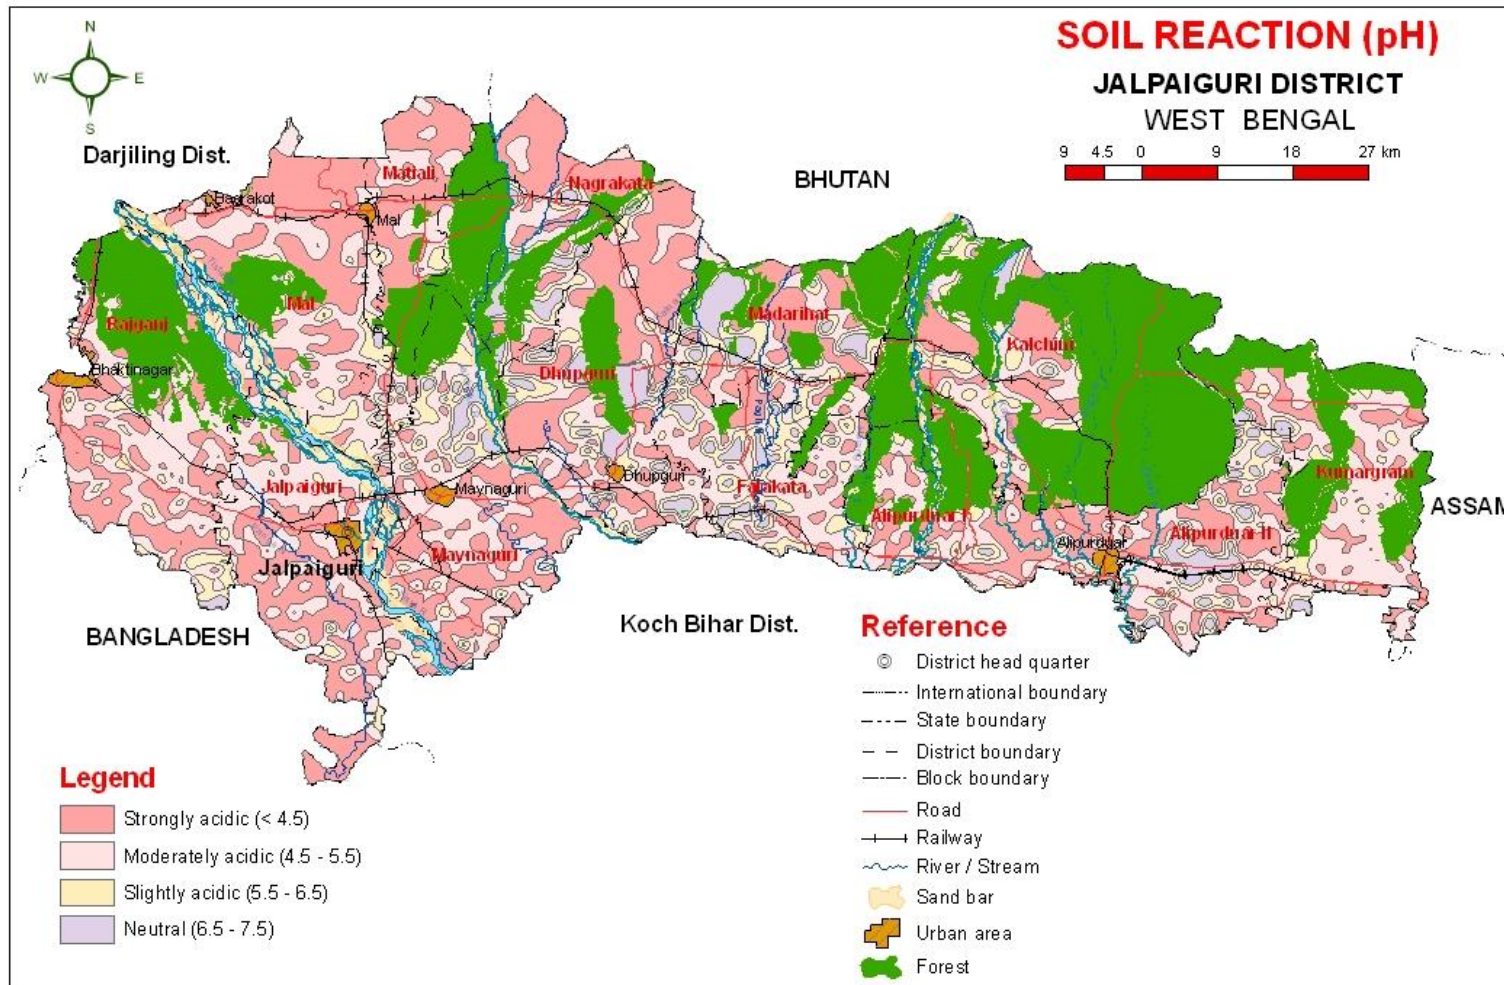 SOIL REACTION (pH)
JALPAIGURI DISTRICT
WEST BENGAL
9 4.5 0 9 18 27 km
N
W E
S
Darjiling Dist.
BHUTAN
Matiali
Nagrakata
Bagrakot
Mal
Mal
Rajganj
Madarihat
Kalchini
Bhaktinagar
Dhupguri
Kumargram
Jalpaiguri
Maynaguri
Dhupguri
Falakata
ASSAM
Alipurduar-I
Alipurduar
Alipurduar-II
Maynaguri
Jalpaiguri
BANGLADESH
Koch Bihar Dist.
Reference
District head quarter
International boundary
State boundary
District boundary
Block boundary
Road
Railway
River / Stream
Sand bar
Urban area
Forest
Legend
Strongly acidic (< 4.5)
Moderately acidic (4.5 - 5.5)
Slightly acidic (5.5 - 6.5)
Neutral (6.5 - 7.5)